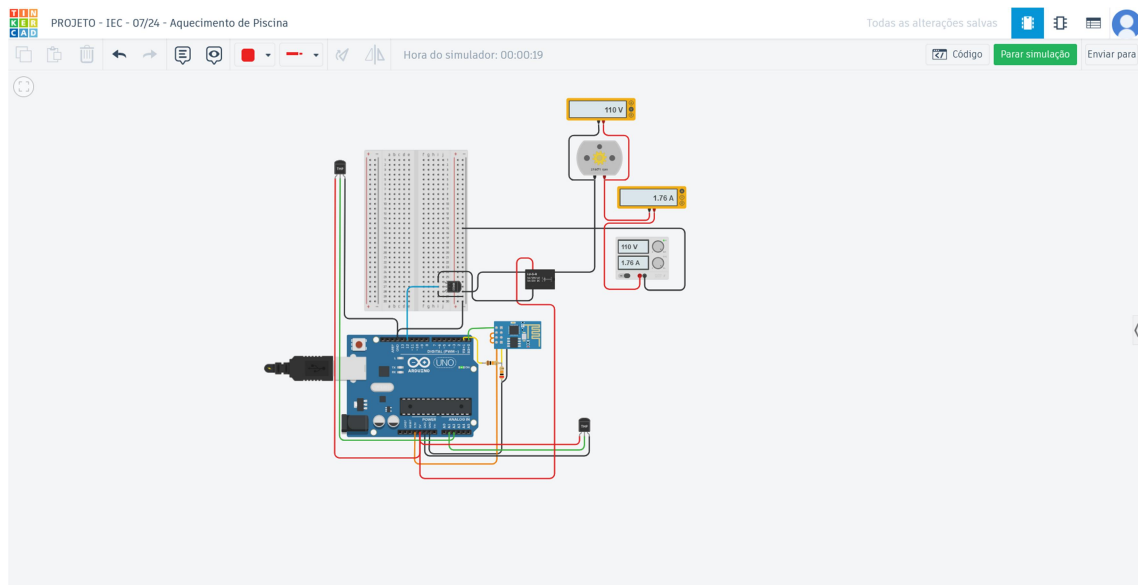 TIN
KER
CAD
PROJETO - IEC - 07/24 - Aquecimento de Piscina
Todas as alterações salvas
Hora do simulador: 00:00:19
Código
Parar simulação
Enviar para
110 V
1.76 A
110 V
1.76 A
DIGITAL (PWM~)
UNO
ARDUINO
POWER
ANALOG IN